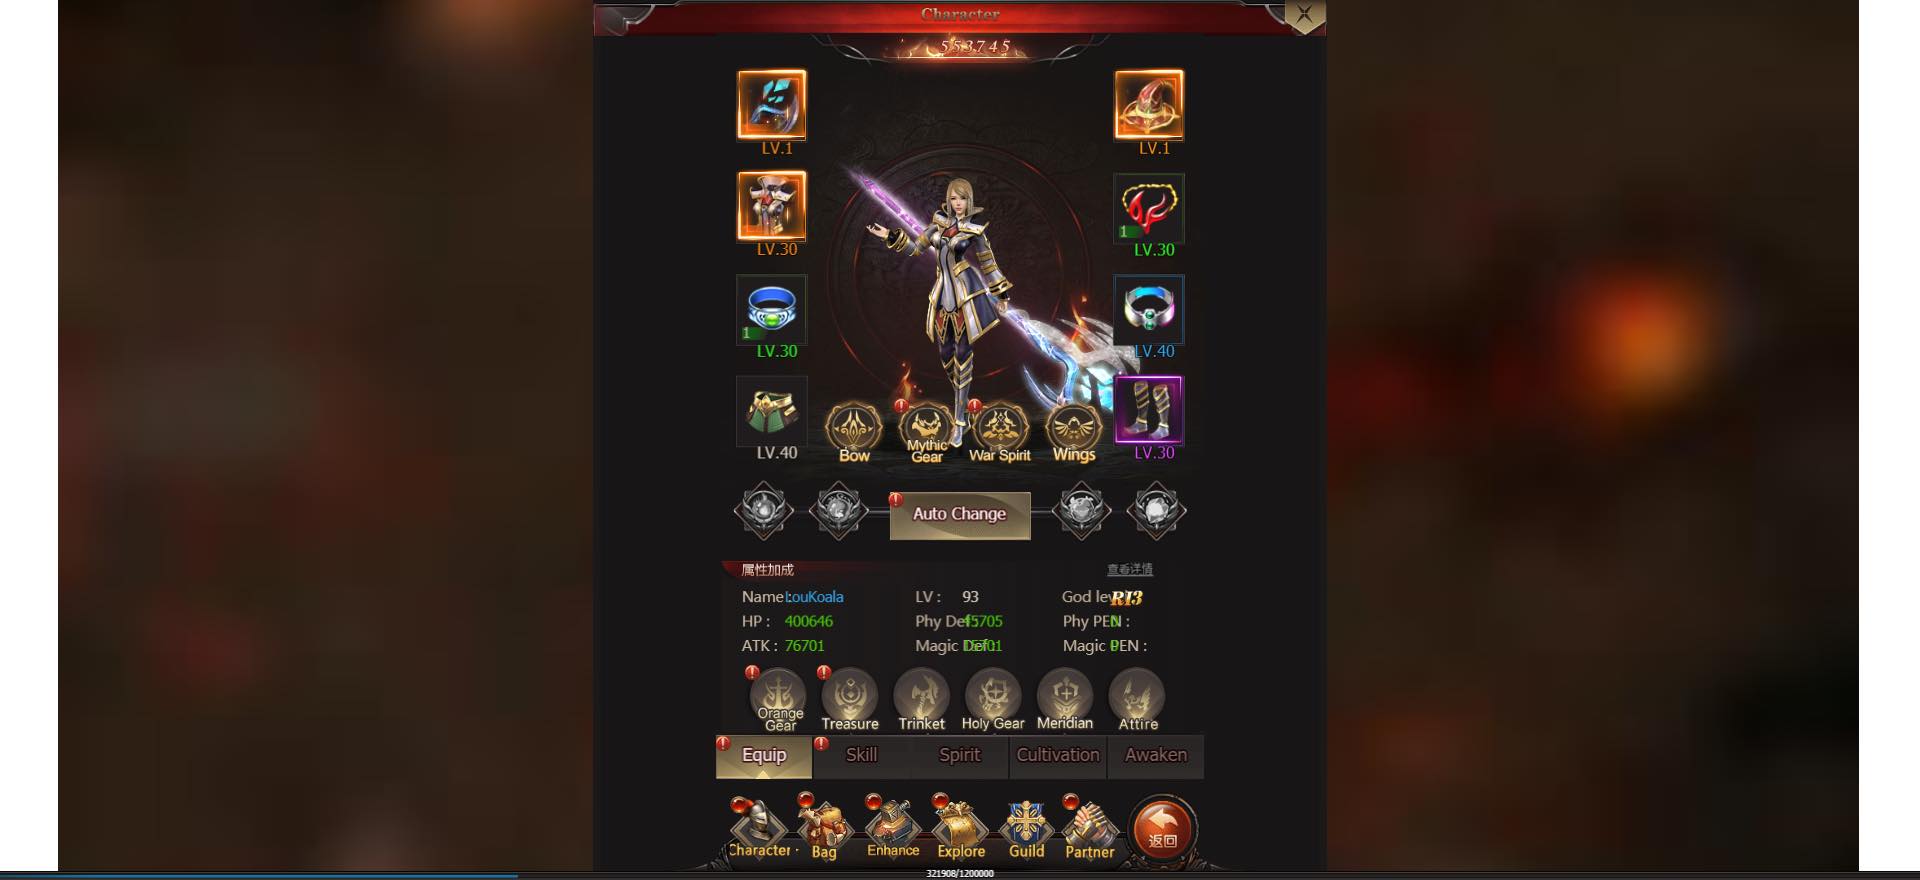 Character
553745
LV.1
LV.1
LV.30
1
LV.30
1
LV.30
LV.40
LV.40
LV.30
Bow
Mythic
Gear
War Spirit
Wings
Auto Change
属性加成
查看详情
Name: LouKoala
LV : 93
God lev RI3
HP : 400646
Phy Def: 45705
Phy PEN : 0
ATK : 76701
Magic Def :
Magic PEN : 0
Orange
Gear
Treasure
Trinket
Holy Gear
Meridian
Attire
Equip
Skill
Spirit
Cultivation
Awaken
Character
Bag
Enhance
Explore
Guild
Partner
返回
321908/1200000